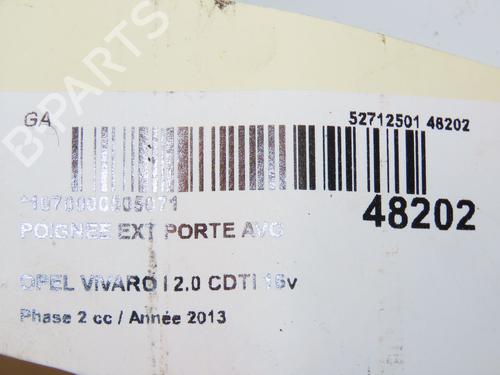 GA
52712501 48202
48202
POIGNEE EXT PORTE AVG
OPEL VIVARO I 2.0 CDTI 16v
Phase 2 cc / Année 2013
B-PARTS